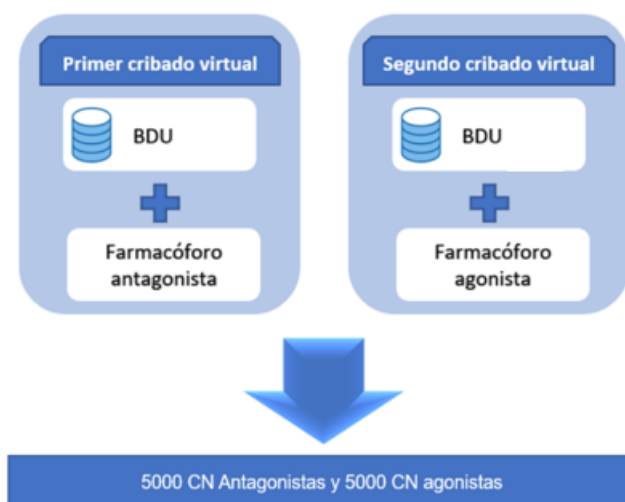 Primer cribado virtual
BDU
Farmacóforo
antagonista
Segundo cribado virtual
BDU
Farmacóforo
agonista
5000 CN Antagonistas y 5000 CN agonistas